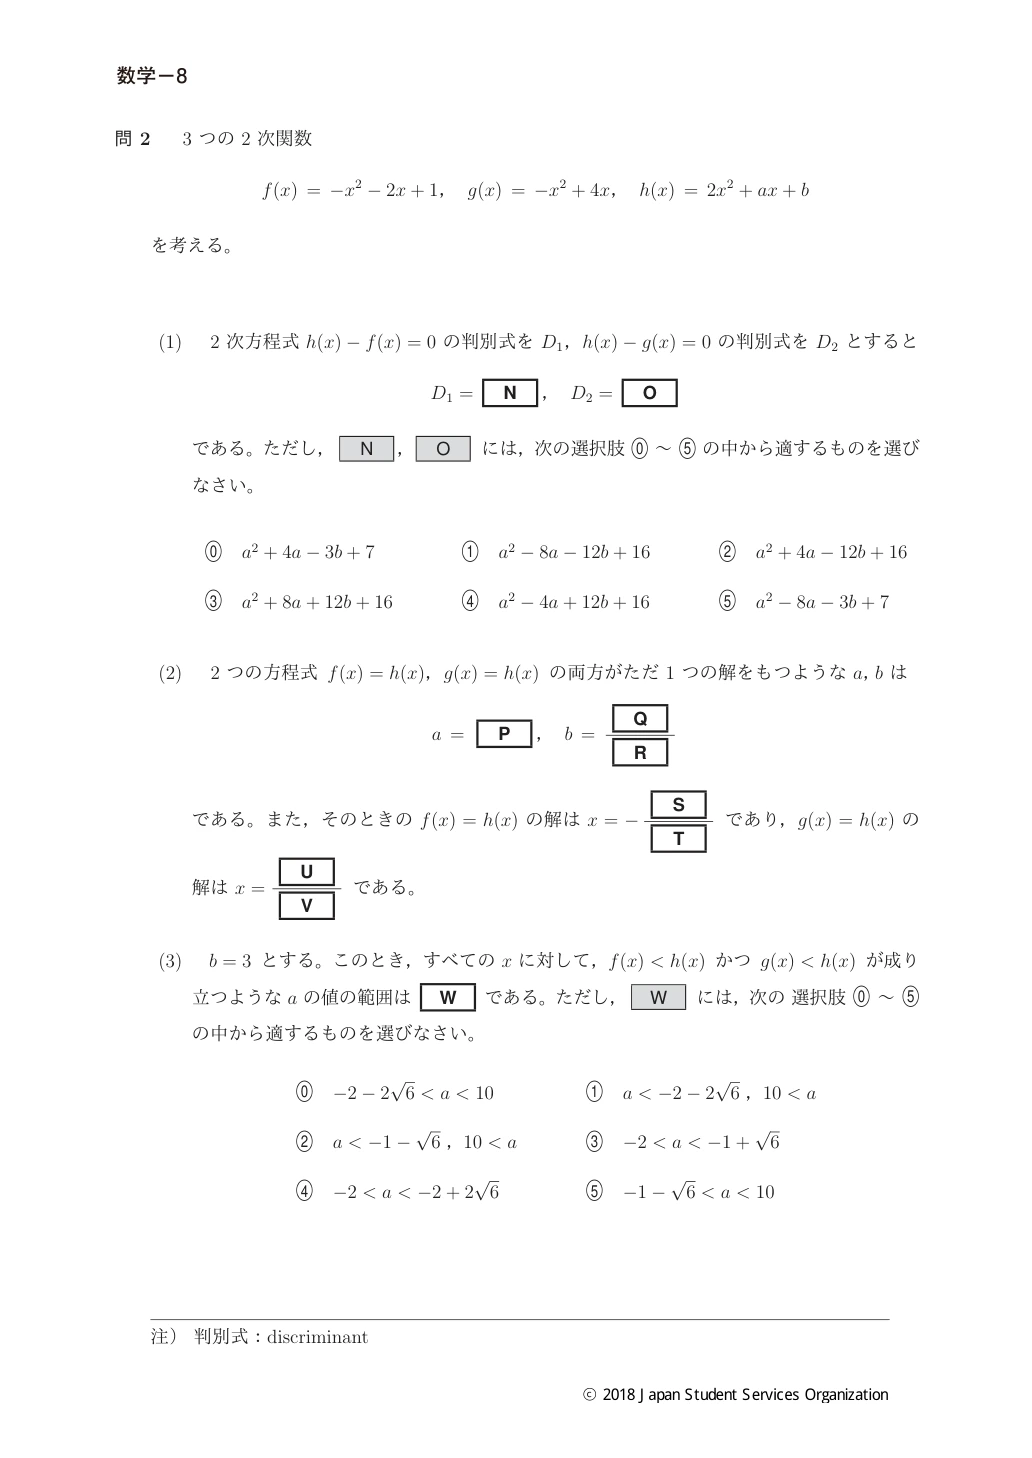 数学－8
問 2　3 つの 2 次関数
f(x) = −x² − 2x + 1,　g(x) = −x² + 4x,　h(x) = 2x² + ax + b
を考える。
(1)　2 次方程式 h(x) − f(x) = 0 の判別式を D₁，h(x) − g(x) = 0 の判別式を D₂ とすると
D₁ = N ，　D₂ = O
である。ただし， N ， O には，次の選択肢 ⓪ ～ ⑤ の中から適するものを選び
なさい。
⓪ a² + 4a − 3b + 7　① a² − 8a − 12b + 16　② a² + 4a − 12b + 16
③ a² + 8a + 12b + 16　④ a² − 4a + 12b + 16　⑤ a² − 8a − 3b + 7
(2)　2 つの方程式 f(x) = h(x)，g(x) = h(x) の両方がただ 1 つの解をもつような a, b は
a = P ，　b = Q / R
である。また，そのときの f(x) = h(x) の解は x = − S / T であり，g(x) = h(x) の
解は x = U / V である。
(3)　b = 3 とする。このとき，すべての x に対して，f(x) < h(x) かつ g(x) < h(x) が成り
立つような a の値の範囲は W である。ただし， W には，次の 選択肢 ⓪ ～ ⑤
の中から適するものを選びなさい。
⓪ −2 − 2√6 < a < 10　① a < −2 − 2√6 , 10 < a
② a < −1 − √6 , 10 < a　③ −2 < a < −1 + √6
④ −2 < a < −2 + 2√6　⑤ −1 − √6 < a < 10
注） 判別式：discriminant
© 2018 Japan Student Services Organization